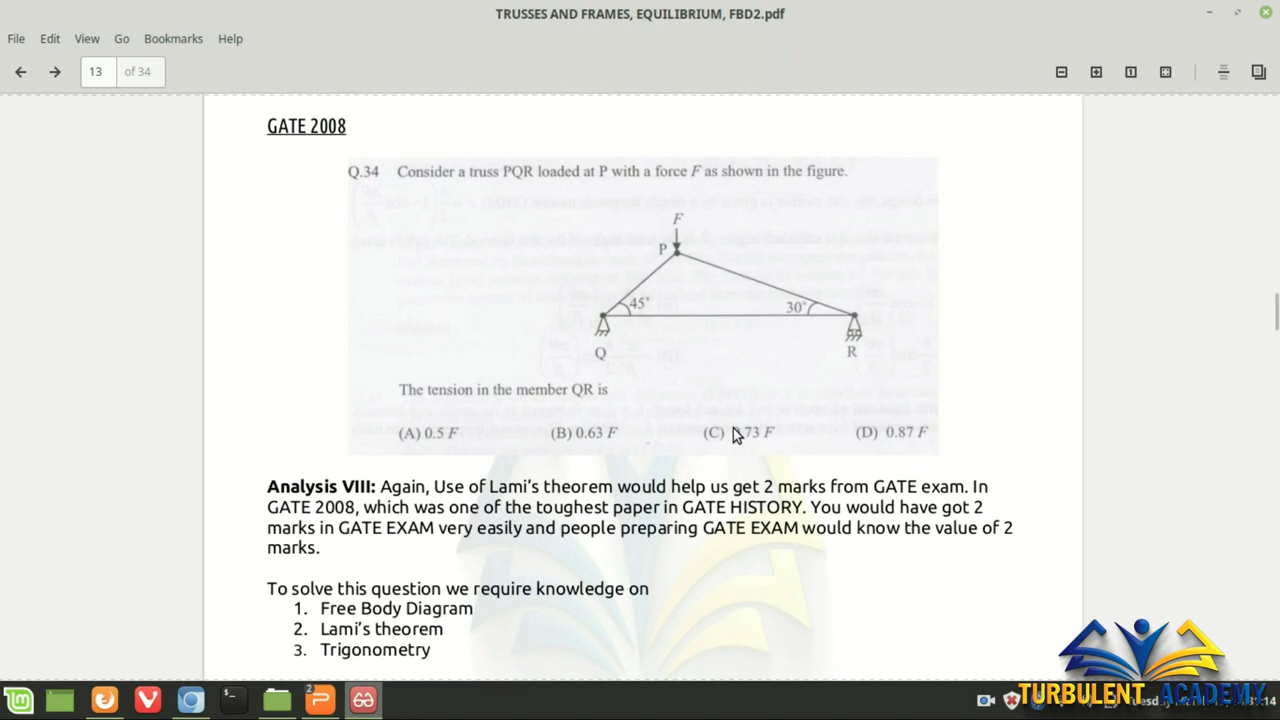 TRUSSES AND FRAMES, EQUILIBRIUM, FBD2.pdf
File Edit View Go Bookmarks Help
13 of 34
GATE 2008
Q.34 Consider a truss PQR loaded at P with a force F as shown in the figure.
F
P
45°
30°
Q
R
The tension in the member QR is
(A) 0.5 F (B) 0.63 F (C) 73 F (D) 0.87 F
Analysis VIII: Again, Use of Lami's theorem would help us get 2 marks from GATE exam. In
GATE 2008, which was one of the toughest paper in GATE HISTORY. You would have got 2
marks in GATE EXAM very easily and people preparing GATE EXAM would know the value of 2
marks.
To solve this question we require knowledge on
1. Free Body Diagram
2. Lami's theorem
3. Trigonometry
2
TURBULENT ACADEMY